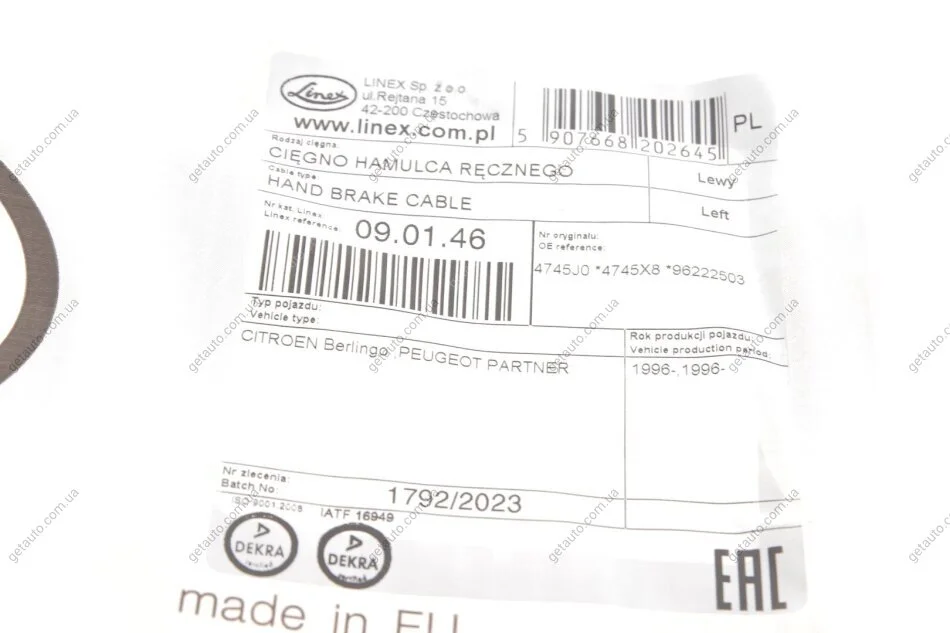 Linex
LINEX Sp. z o.o
ul.Rejtana 15
42-200 Częstochowa
www.linex.com.pl
5 907868 202645
PL
Rodzaj cięgna:
CIĘGNO HAMULCA RĘCZNEGO
Lewy
Cable type
HAND BRAKE CABLE
Left
Nr kat. Linex:
Linex reference:
09.01.46
Nr oryginału:
OE reference:
4745J0 *4745X8 *96222503
Typ pojazdu:
Vehicle type:
CITROEN Berlingo ,PEUGEOT PARTNER
Rok produkcji pojazdu:
Vehicle production period:
1996-,1996-
Nr zlecenia:
Batch No:
1792/2023
ISO 9001:2008
IATF 16949
DEKRA
DEKRA
EAC
made in EU
getauto.com.ua